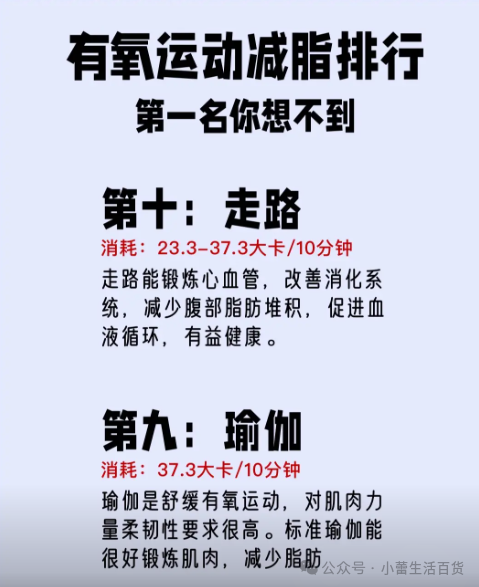 有氧运动减脂排行
第一名你想不到
第十：走路
消耗：23.3-37.3大卡/10分钟
走路能锻炼心血管，改善消化系
统，减少腹部脂肪堆积，促进血
液循环，有益健康。
第九：瑜伽
消耗：37.3大卡/10分钟
瑜伽是舒缓有氧运动，对肌肉力
量柔韧性要求很高。标准瑜伽能
很好锻炼肌肉，减少脂肪
公众号·小蕾生活百货